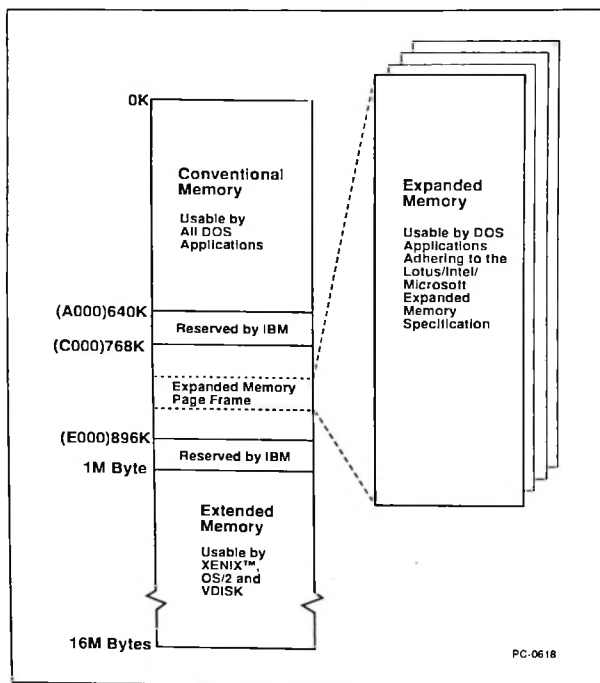 0K
Conventional
Memory
Usable by
All DOS
Applications
(A000)640K
Reserved by IBM
(C000)768K
Expanded Memory
Page Frame
(E000)896K
Reserved by IBM
1M Byte
Extended
Memory
Usable by
XENIX™,
OS/2 and
VDISK
16M Bytes
Expanded
Memory
Usable by DOS
Applications
Adhering to the
Lotus/Intel/
Microsoft
Expanded
Memory
Specification
PC-0618